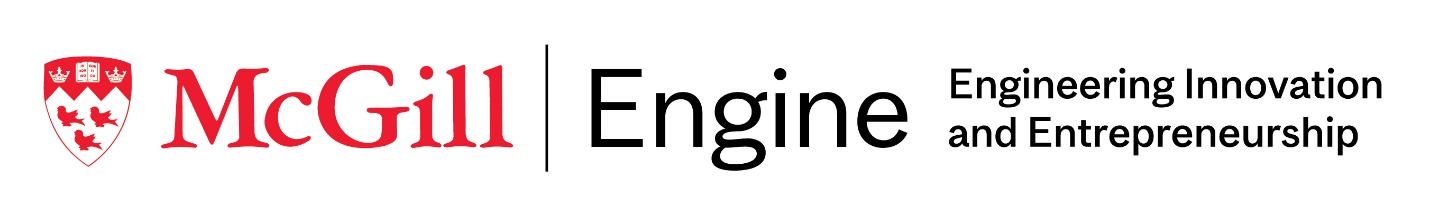 McGill
Engine
Engineering Innovation
and Entrepreneurship